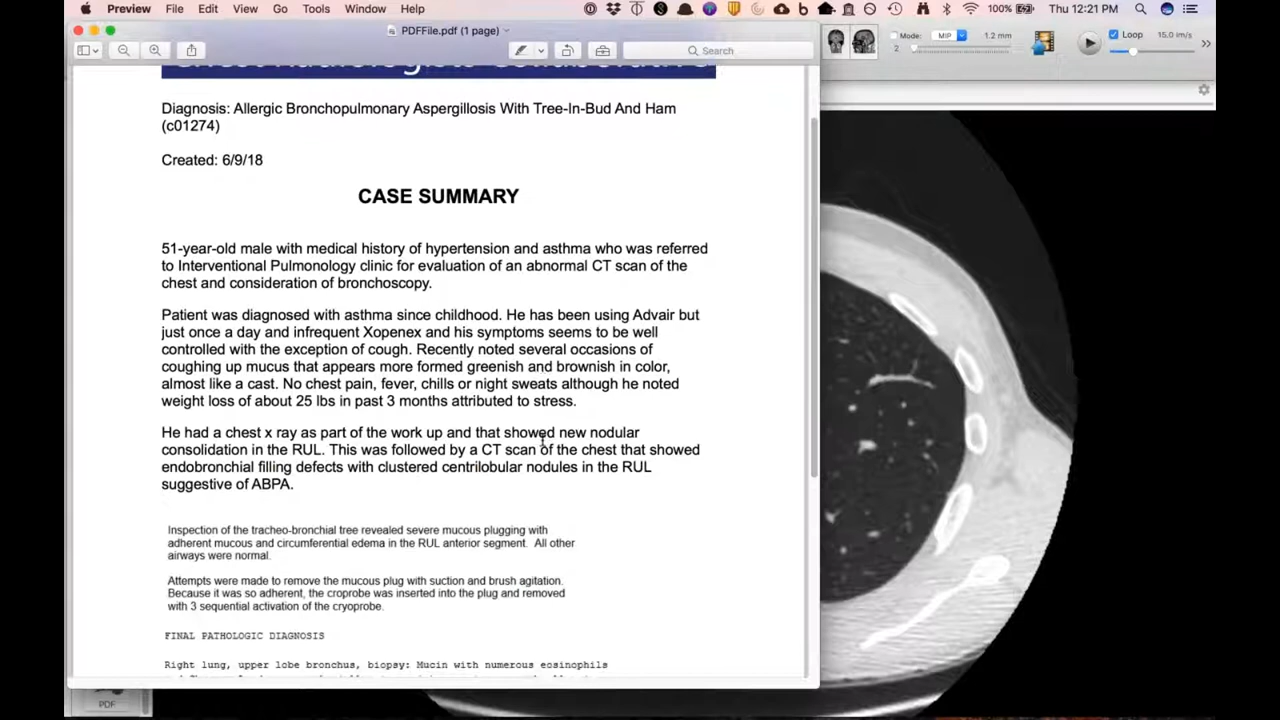 Preview File Edit View Go Tools Window Help 100% Thu 12:21 PM
PDFFile.pdf (1 page)
Search
Mode: MIP 1.2 mm Loop 15.0 im/s
2
Diagnosis: Allergic Bronchopulmonary Aspergillosis With Tree-In-Bud And Ham
(c01274)
Created: 6/9/18
CASE SUMMARY
51-year-old male with medical history of hypertension and asthma who was referred
to Interventional Pulmonology clinic for evaluation of an abnormal CT scan of the
chest and consideration of bronchoscopy.
Patient was diagnosed with asthma since childhood. He has been using Advair but
just once a day and infrequent Xopenex and his symptoms seems to be well
controlled with the exception of cough. Recently noted several occasions of
coughing up mucus that appears more formed greenish and brownish in color,
almost like a cast. No chest pain, fever, chills or night sweats although he noted
weight loss of about 25 lbs in past 3 months attributed to stress.
He had a chest x ray as part of the work up and that showed new nodular
consolidation in the RUL. This was followed by a CT scan of the chest that showed
endobronchial filling defects with clustered centrilobular nodules in the RUL
suggestive of ABPA.
Inspection of the tracheo-bronchial tree revealed severe mucous plugging with
adherent mucous and circumferential edema in the RUL anterior segment. All other
airways were normal.
Attempts were made to remove the mucous plug with suction and brush agitation.
Because it was so adherent, the croprobe was inserted into the plug and removed
with 3 sequential activation of the cryoprobe.
FINAL PATHOLOGIC DIAGNOSIS
Right lung, upper lobe bronchus, biopsy: Mucin with numerous eosinophils
PDF